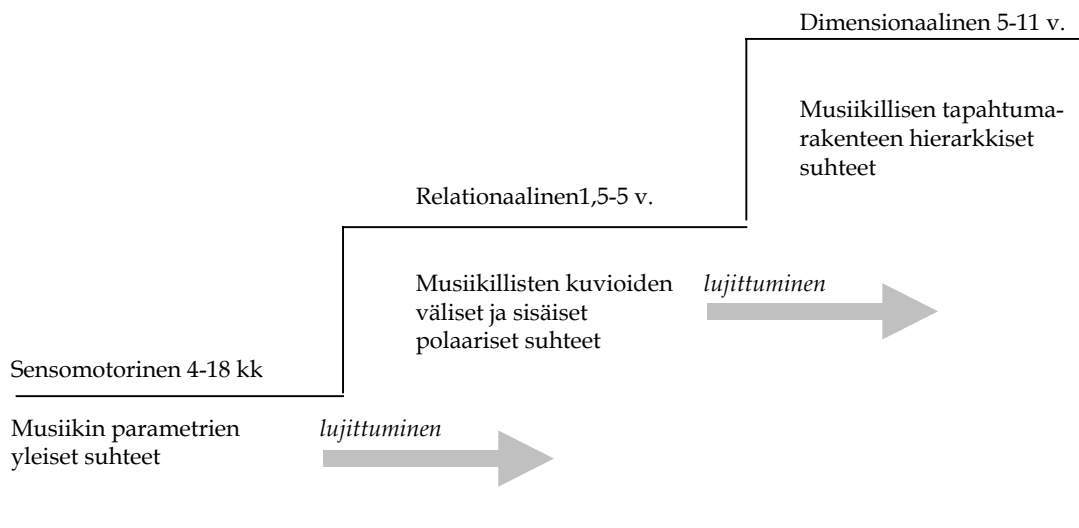 Dimensionaalinen 5-11 v.
Musiikillisen tapahtuma-
rakenteen hierarkkiset
suhteet
Relationaalinen1,5-5 v.
Musiikillisten kuvioiden
väliset ja sisäiset
polaariset suhteet
lujittuminen
Sensomotorinen 4-18 kk
Musiikin parametrien
yleiset suhteet
lujittuminen